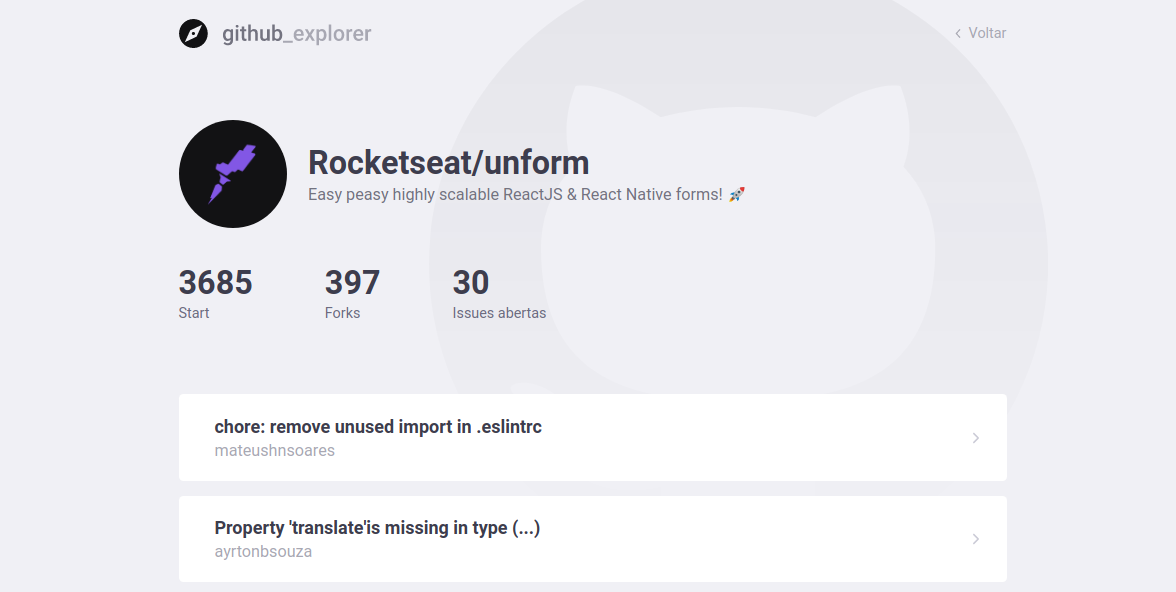 github_explorer
Voltar
Rocketseat/unform
Easy peasy highly scalable ReactJS & React Native forms! 🚀
3685 397 30
Start Forks Issues abertas
chore: remove unused import in .eslintrc
mateushnsoares
Property 'translate'is missing in type (...)
ayrtonbsouza